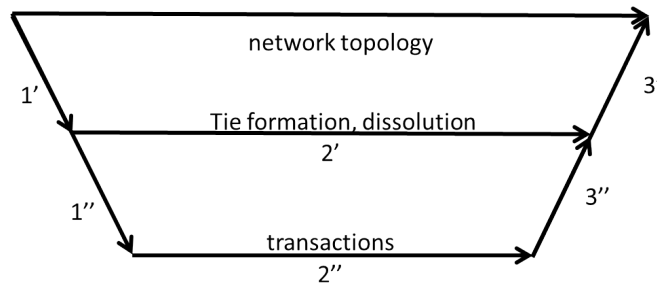 network topology
1’
3
Tie formation, dissolution
2’
1’’
3’’
transactions
2’’